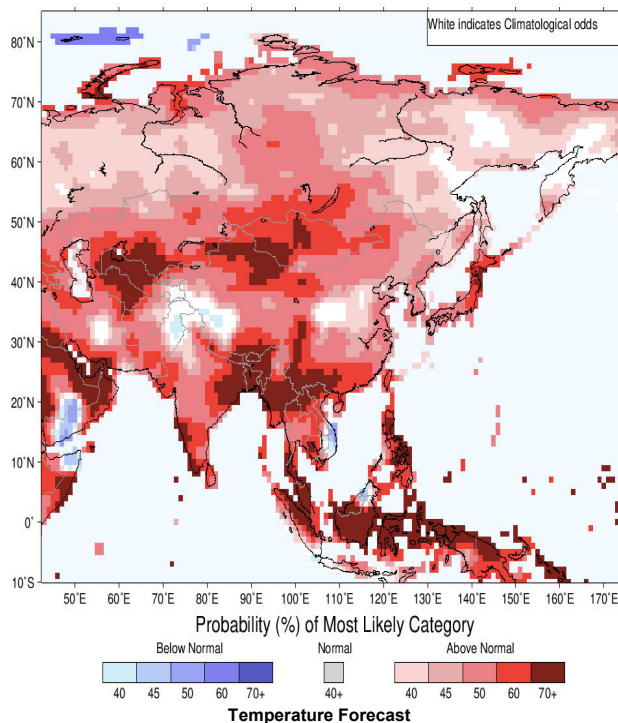 White indicates Climatological odds
80°N
70°N
60°N
50°N
40°N
30°N
20°N
10°N
0°
10°S
50°E 60°E 70°E 80°E 90°E 100°E 110°E 120°E 130°E 140°E 150°E 160°E 170°E
Probability (%) of Most Likely Category
Below Normal Normal Above Normal
40 45 50 60 70+ 40+ 40 45 50 60 70+
Temperature Forecast